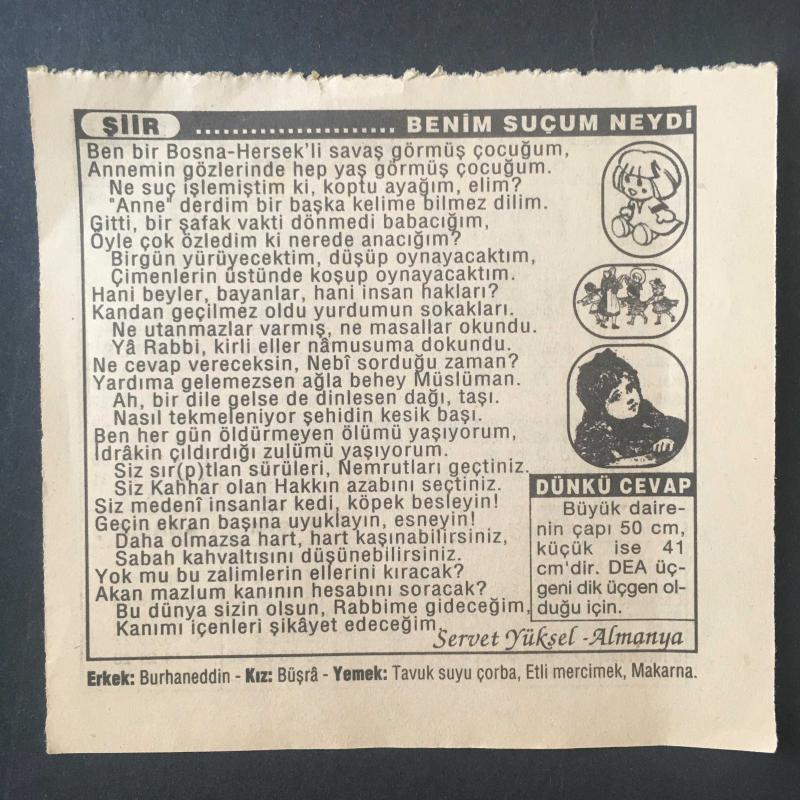 ŞİİR ...................... BENİM SUÇUM NEYDİ
Ben bir Bosna-Hersek'li savaş görmüş çocuğum,
Annemin gözlerinde hep yaş görmüş çocuğum.
Ne suç işlemiştim ki, koptu ayağım, elim?
"Anne" derdim bir başka kelime bilmez dilim.
Gitti, bir şafak vakti dönmedi babacığım,
Öyle çok özledim ki nerede anacığım?
Birgün yürüyecektim, düşüp oynayacaktım,
Çimenlerin üstünde koşup oynayacaktım.
Hani beyler, bayanlar, hani insan hakları?
Kandan geçilmez oldu yurdumun sokakları.
Ne utanmazlar varmış, ne masallar okundu.
Yâ Rabbi, kirli eller nâmusuma dokundu.
Ne cevap vereceksin, Nebî sorduğu zaman?
Yardıma gelemezsen ağla behey Müslüman.
Ah, bir dile gelse de dinlesen dağı, taşı.
Nasıl tekmeleniyor şehidin kesik başı.
Ben her gün öldürmeyen ölümü yaşıyorum,
İdrâkin çıldırdığı zulümü yaşıyorum.
Siz sır(p)tlan sürüleri, Nemrutları geçtiniz.
Siz Kahhar olan Hakkın azabını seçtiniz.
Siz medenî insanlar kedi, köpek besleyin!
Geçin ekran başına uyuklayın, esneyin!
Daha olmazsa hart, hart kaşınabilirsiniz,
Sabah kahvaltısını düşünebilirsiniz.
Yok mu bu zalimlerin ellerini kıracak?
Akan mazlum kanının hesabını soracak?
Bu dünya sizin olsun, Rabbime gideceğim,
Kanımı içenleri şikâyet edeceğim.
Servet Yüksel -Almanya
DÜNKÜ CEVAP
Büyük daire-
nin çapı 50 cm,
küçük ise 41
cm'dir. DEA üç-
geni dik üçgen ol-
duğu için.
Erkek: Burhaneddin - Kız: Büşrâ - Yemek: Tavuk suyu çorba, Etli mercimek, Makarna.